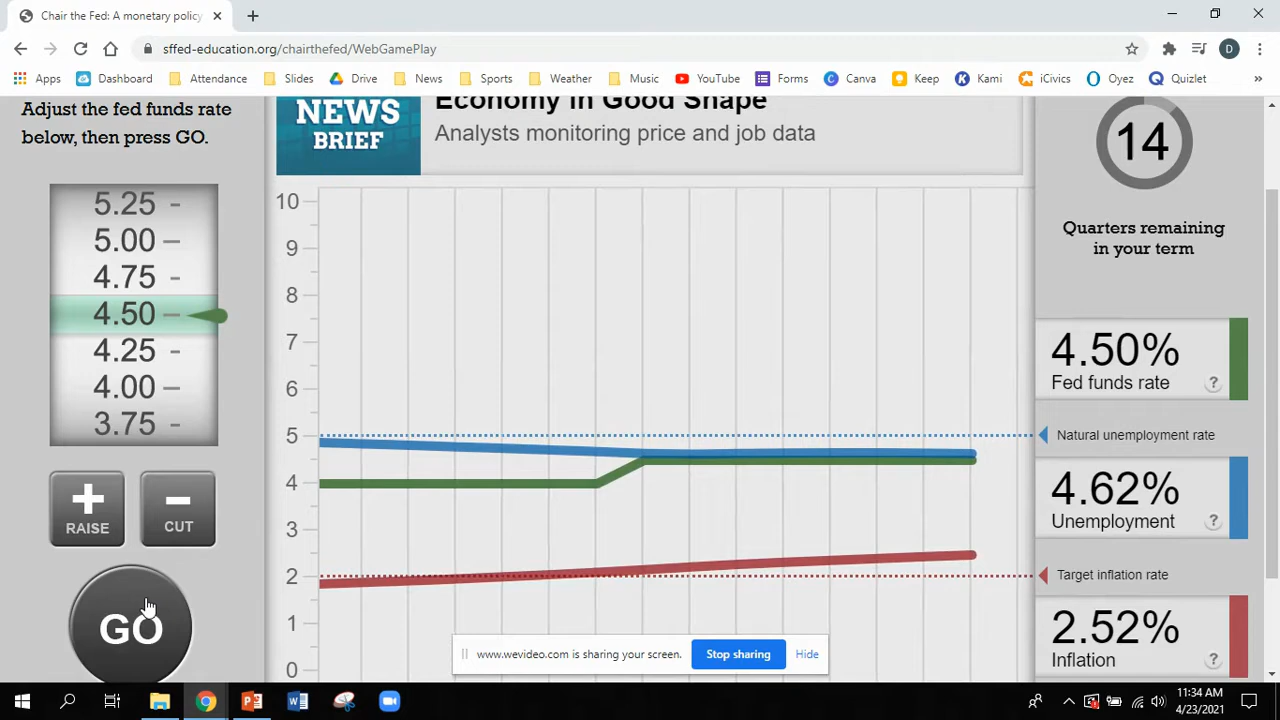 Chair the Fed: A monetary policy
sffed-education.org/chairthefed/WebGamePlay
D
Apps
Dashboard
Attendance
Slides
Drive
News
Sports
Weather
Music
YouTube
Forms
Canva
Keep
Kami
iCivics
Oyez
Quizlet
»
Adjust the fed funds rate
below, then press GO.
5.25
5.00
4.75
4.50
4.25
4.00
3.75
RAISE
CUT
GO
NEWS
BRIEF
Economy in Good Shape
Analysts monitoring price and job data
10
9
8
7
6
5
4
3
2
1
0
14
Quarters remaining
in your term
4.50%
Fed funds rate ?
Natural unemployment rate
4.62%
Unemployment ?
Target inflation rate
2.52%
Inflation ?
www.wevideo.com is sharing your screen.
Stop sharing
Hide
11:34 AM
4/23/2021